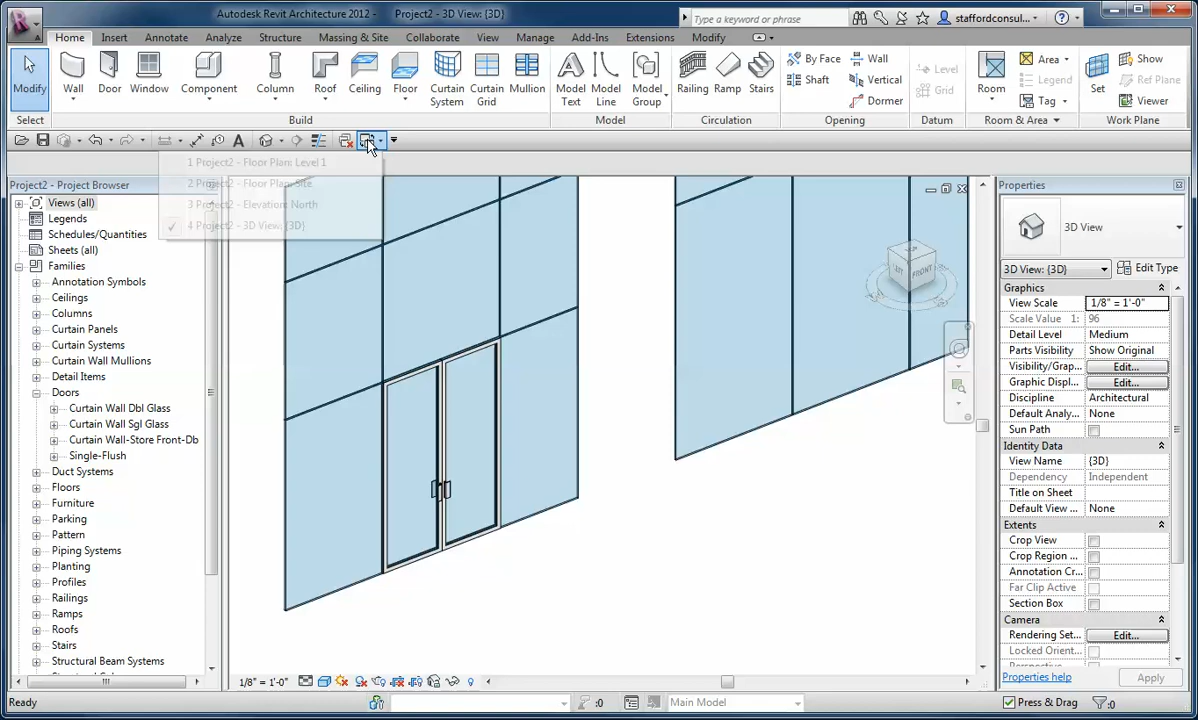 Autodesk Revit Architecture 2012 - Project2 - 3D View: {3D}
Type a keyword or phrase
staffordconsul...
Home Insert Annotate Analyze Structure Massing & Site Collaborate View Manage Add-Ins Extensions Modify
Modify Wall Door Window Component Column Roof Ceiling Floor Curtain System Curtain Grid Mullion Model Text Model Line Model Group Railing Ramp Stairs
By Face Wall Level
Shaft Vertical Grid
Dormer
Room Area Legend Tag
Set Show Ref Plane Viewer
Select Build Model Circulation Opening Datum Room & Area Work Plane
1 Project2 - Floor Plan: Level 1
2 Project2 - Floor Plan: Site
3 Project2 - Elevation: North
4 Project2 - 3D View: {3D}
Project2 - Project Browser
Views (all)
Legends
Schedules/Quantities
Sheets (all)
Families
Annotation Symbols
Ceilings
Columns
Curtain Panels
Curtain Systems
Curtain Wall Mullions
Detail Items
Doors
Curtain Wall Dbl Glass
Curtain Wall Sgl Glass
Curtain Wall-Store Front-Db
Single-Flush
Duct Systems
Floors
Furniture
Parking
Pattern
Piping Systems
Planting
Profiles
Railings
Ramps
Roofs
Stairs
Structural Beam Systems
FRONT
Properties
3D View
3D View: {3D} Edit Type
Graphics
View Scale 1/8" = 1'-0"
Scale Value 1: 96
Detail Level Medium
Parts Visibility Show Original
Visibility/Grap... Edit...
Graphic Displ... Edit...
Discipline Architectural
Default Analy... None
Sun Path
Identity Data
View Name {3D}
Dependency Independent
Title on Sheet
Default View ... None
Extents
Crop View
Crop Region ...
Annotation Cr...
Far Clip Active
Section Box
Camera
Rendering Set... Edit...
Locked Orient...
Properties help Apply
1/8" = 1'-0"
Ready :0 Main Model Press & Drag :0